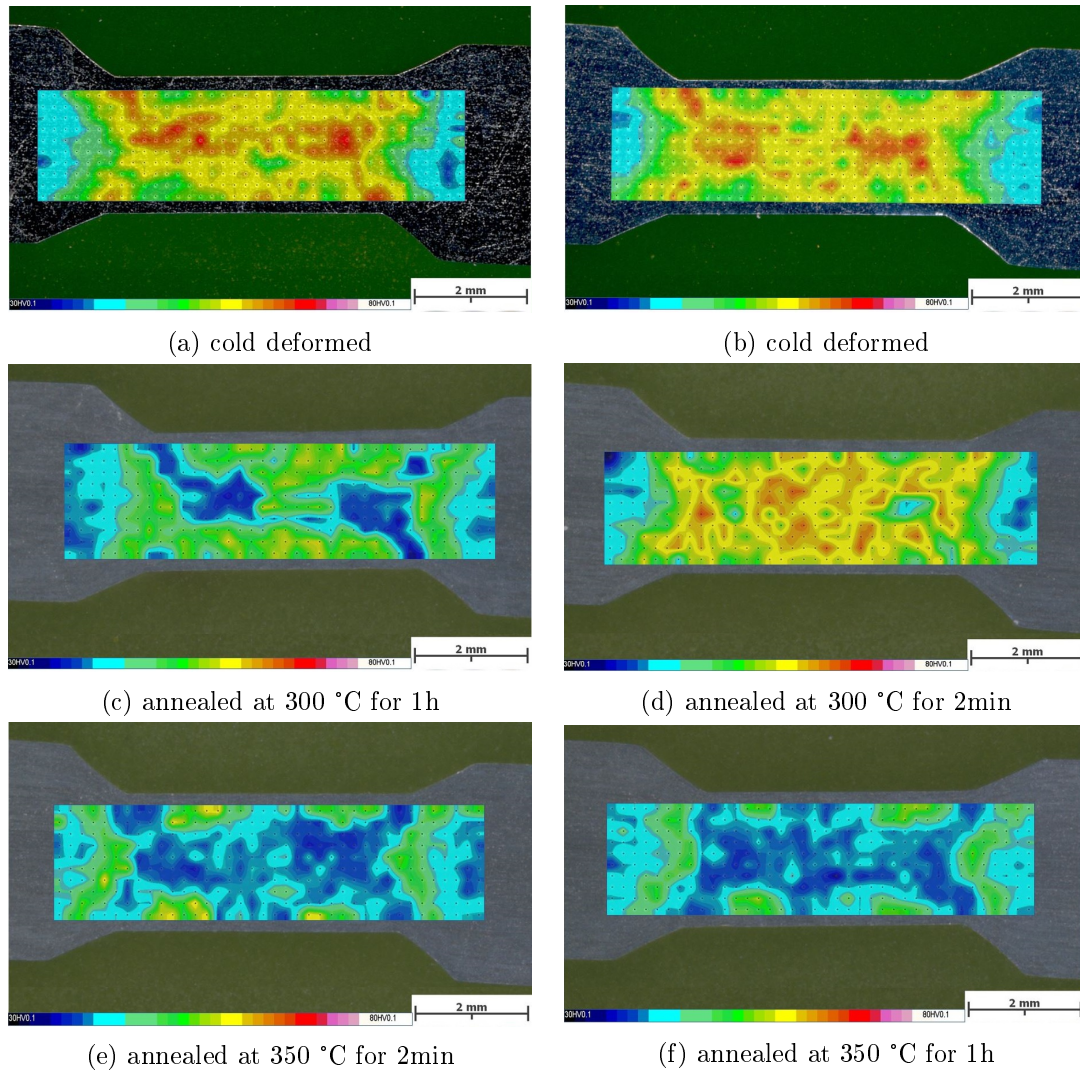 30HV0.1 80HV0.1 2 mm
30HV0.1 80HV0.1 2 mm
(a) cold deformed
(b) cold deformed
30HV0.1 80HV0.1 2 mm
30HV0.1 80HV0.1 2 mm
(c) annealed at 300 °C for 1h
(d) annealed at 300 °C for 2min
30HV0.1 80HV0.1 2 mm
30HV0.1 80HV0.1 2 mm
(e) annealed at 350 °C for 2min
(f) annealed at 350 °C for 1h